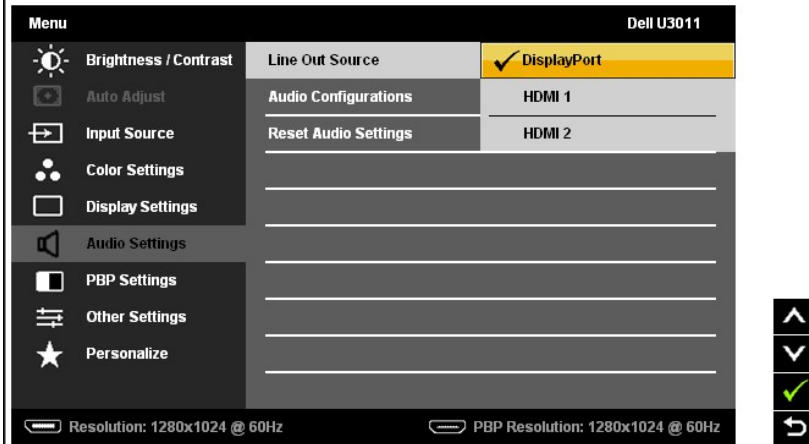 Menu Dell U3011
Brightness / Contrast Line Out Source DisplayPort
Auto Adjust Audio Configurations HDMI 1
Input Source Reset Audio Settings HDMI 2
Color Settings
Display Settings
Audio Settings
PBP Settings
Other Settings
Personalize
Resolution: 1280x1024 @ 60Hz PBP Resolution: 1280x1024 @ 60Hz